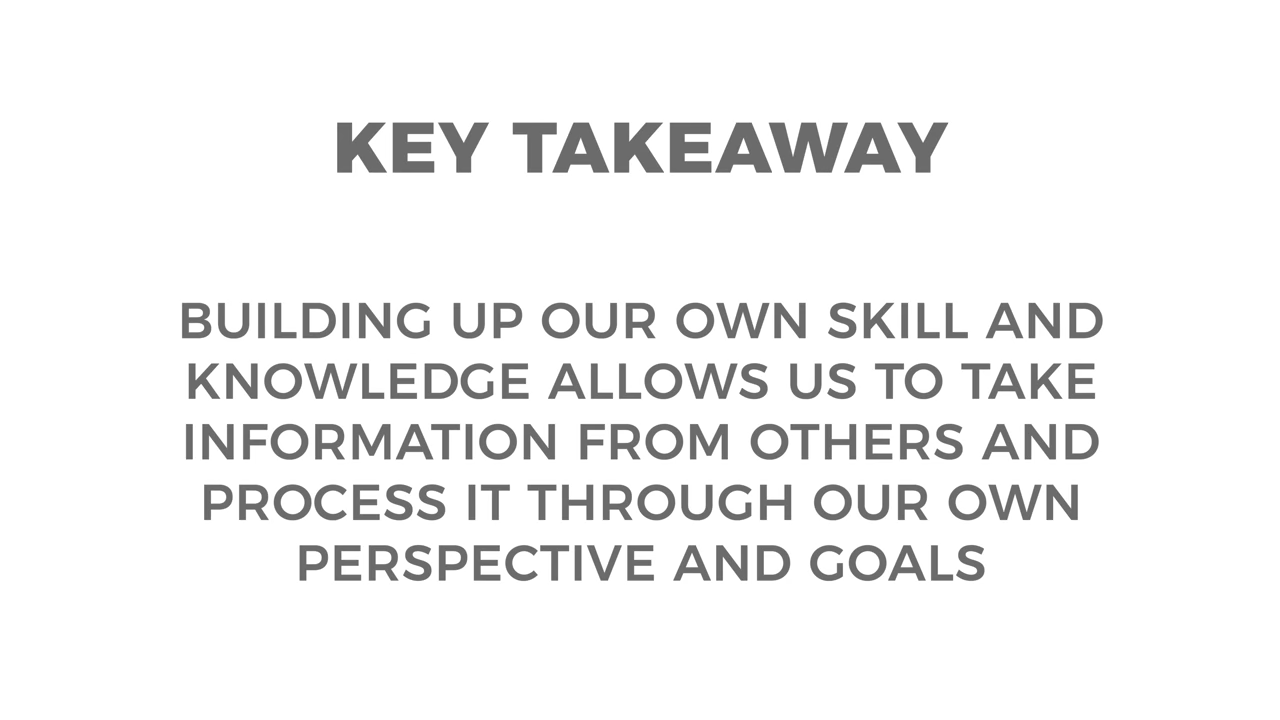 KEY TAKEAWAY
BUILDING UP OUR OWN SKILL AND
KNOWLEDGE ALLOWS US TO TAKE
INFORMATION FROM OTHERS AND
PROCESS IT THROUGH OUR OWN
PERSPECTIVE AND GOALS